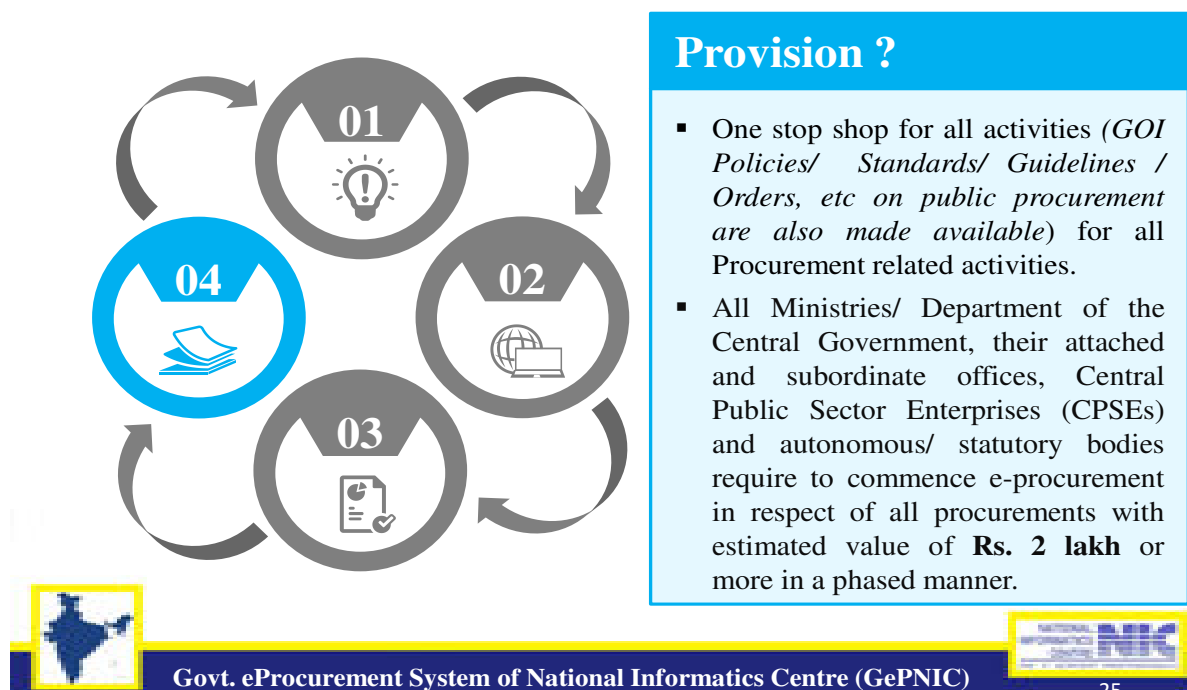 01
02
03
04
Provision ?
▪ One stop shop for all activities (GOI
Policies/ Standards/ Guidelines /
Orders, etc on public procurement
are also made available) for all
Procurement related activities.
▪ All Ministries/ Department of the
Central Government, their attached
and subordinate offices, Central
Public Sector Enterprises (CPSEs)
and autonomous/ statutory bodies
require to commence e-procurement
in respect of all procurements with
estimated value of Rs. 2 lakh or
more in a phased manner.
NATIONAL
INFORMATICS
CENTRE
NIC
Govt. eProcurement System of National Informatics Centre (GePNIC)
25